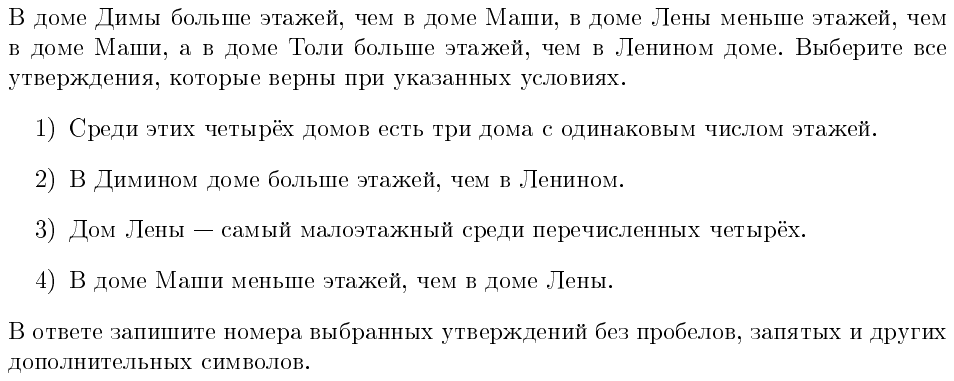 В доме Димы больше этажей, чем в доме Маши, в доме Лены меньше этажей, чем
в доме Маши, а в доме Толи больше этажей, чем в Ленином доме. Выберите все
утверждения, которые верны при указанных условиях.
1) Среди этих четырёх домов есть три дома с одинаковым числом этажей.
2) В Димином доме больше этажей, чем в Ленином.
3) Дом Лены — самый малоэтажный среди перечисленных четырёх.
4) В доме Маши меньше этажей, чем в доме Лены.
В ответе запишите номера выбранных утверждений без пробелов, запятых и других
дополнительных символов.